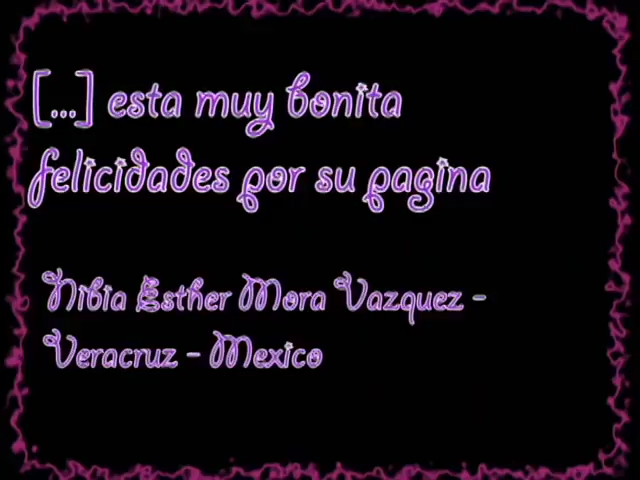 [...] esta muy bonita
felicidades por su pagina
Nibia Esther Mora Vazquez -
Veracruz - Mexico